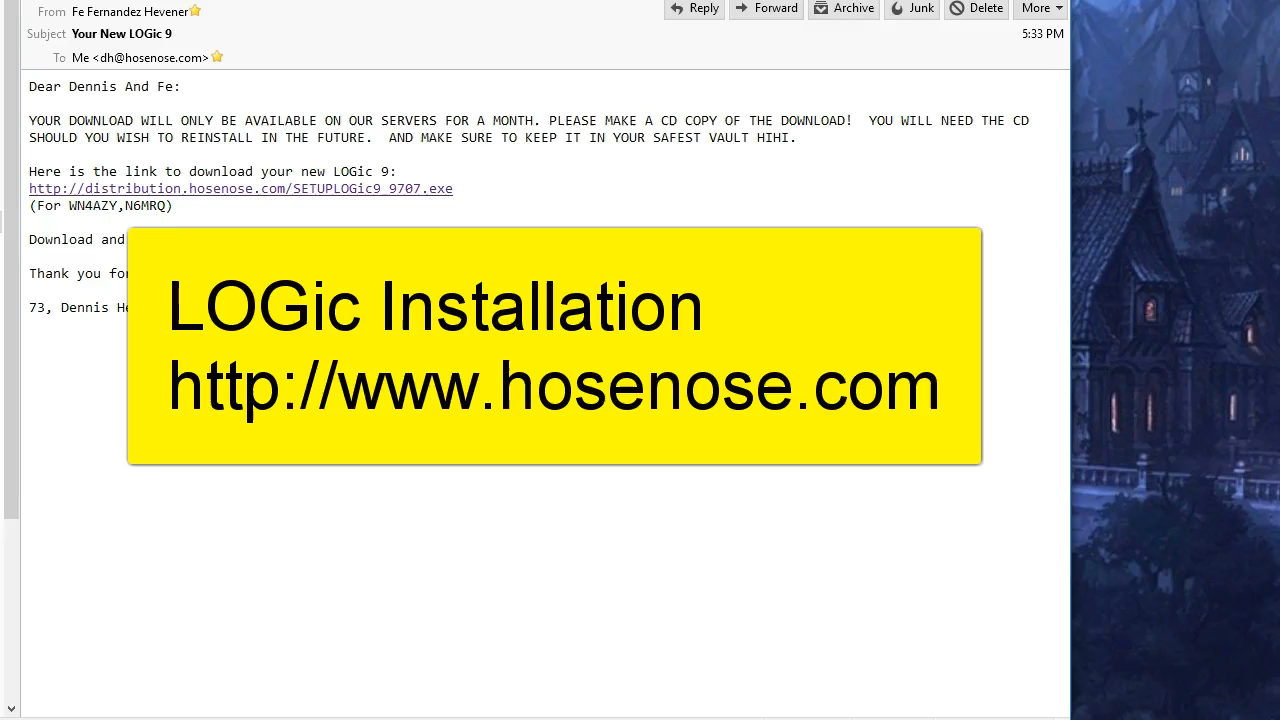 From Fe Fernandez Hevener
Reply Forward Archive Junk Delete More
Subject Your New LOGic 9 5:33 PM
To Me <dh@hosenose.com>
Dear Dennis And Fe:
YOUR DOWNLOAD WILL ONLY BE AVAILABLE ON OUR SERVERS FOR A MONTH. PLEASE MAKE A CD COPY OF THE DOWNLOAD! YOU WILL NEED THE CD
SHOULD YOU WISH TO REINSTALL IN THE FUTURE. AND MAKE SURE TO KEEP IT IN YOUR SAFEST VAULT HIHI.
Here is the link to download your new LOGic 9:
http://distribution.hosenose.com/SETUPLOGic9_9707.exe
(For WN4AZY,N6MRQ)
Download and
Thank you for
73, Dennis He
LOGic Installation
http://www.hosenose.com